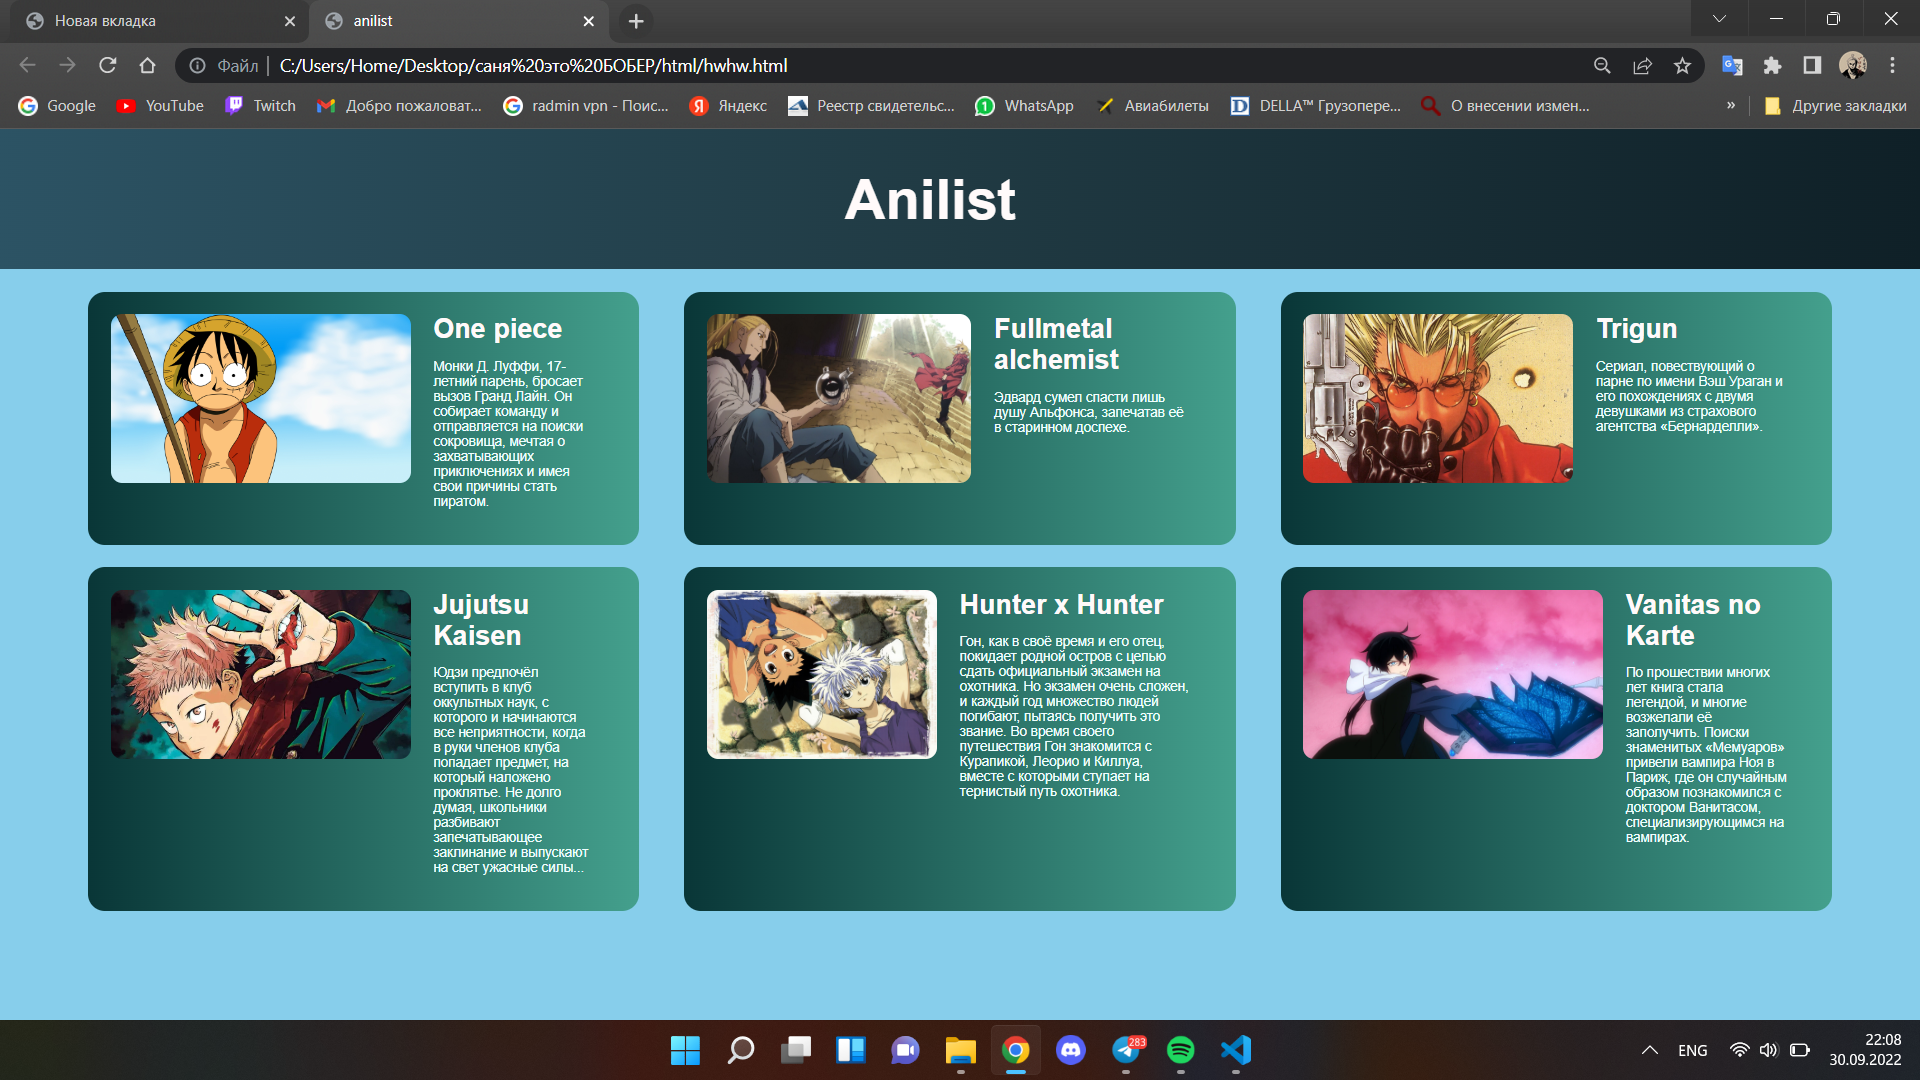 Новая вкладка
anilist
Файл
C:/Users/Home/Desktop/саня%20это%20БОБЕР/html/hwhw.html
Google
YouTube
Twitch
Добро пожаловат...
radmin vpn - Поис...
Яндекс
Реестр свидетельс...
1
WhatsApp
Авиабилеты
DELLA™ Грузопере...
О внесении измен...
»
Другие закладки
Anilist
One piece
Монки Д. Луффи, 17-
летний парень, бросает
вызов Гранд Лайн. Он
собирает команду и
отправляется на поиски
сокровища, мечтая о
захватывающих
приключениях и имея
свои причины стать
пиратом.
Fullmetal
alchemist
Эдвард сумел спасти лишь
душу Альфонса, запечатав её
в старинном доспехе.
Trigun
Сериал, повествующий о
парне по имени Вэш Ураган и
его похождениях с двумя
девушками из страхового
агентства «Бернарделли».
Jujutsu
Kaisen
Юдзи предпочёл
вступить в клуб
оккультных наук, с
которого и начинаются
все неприятности, когда
в руки членов клуба
попадает предмет, на
который наложено
проклятье. Не долго
думая, школьники
разбивают
запечатывающее
заклинание и выпускают
на свет ужасные силы...
Hunter x Hunter
Гон, как в своё время и его отец,
покидает родной остров с целью
сдать официальный экзамен на
охотника. Но экзамен очень сложен,
и каждый год множество людей
погибают, пытаясь получить это
звание. Во время своего
путешествия Гон знакомится с
Курапикой, Леорио и Киллуа,
вместе с которыми ступает на
тернистый путь охотника.
Vanitas no
Karte
По прошествии многих
лет книга стала
легендой, и многие
возжелали её
заполучить. Поиски
знаменитых «Мемуаров»
привели вампира Ноя в
Париж, где он случайным
образом познакомился с
доктором Ванитасом,
специализирующимся на
вампирах.
283
ENG
22:08
30.09.2022